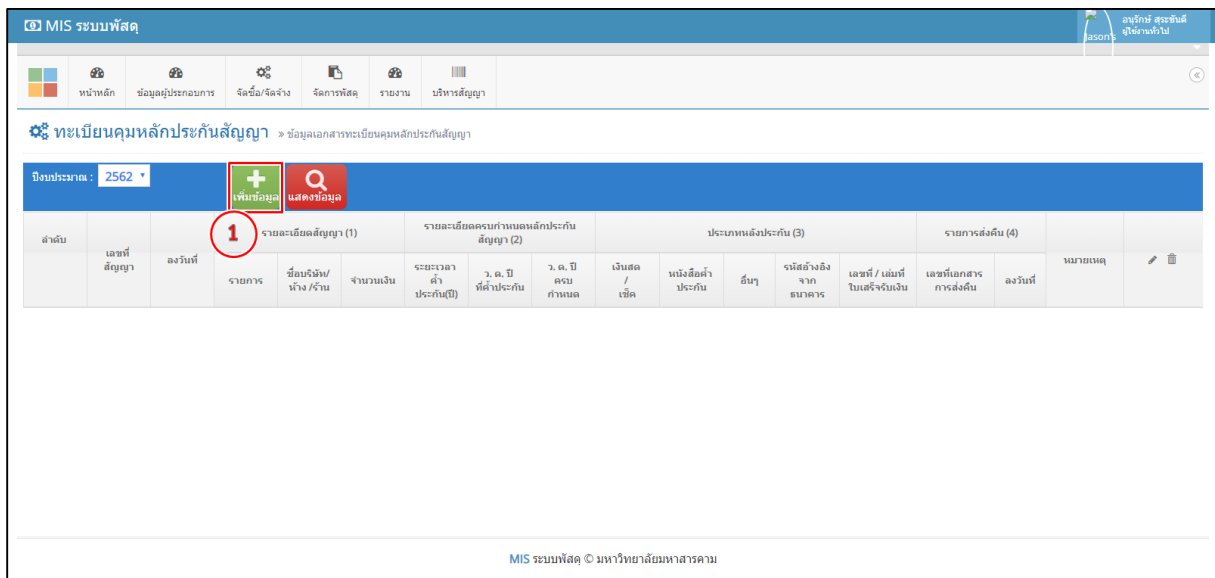 MIS ระบบพัสดุ
Jason's
อนุรักษ์ สุระขันตี
ผู้ใช้งานทั่วไป
หน้าหลัก ข้อมูลผู้ประกอบการ จัดซื้อ/จัดจ้าง จัดการพัสดุ รายงาน บริหารสัญญา
ทะเบียนคุมหลักประกันสัญญา » ข้อมูลเอกสารทะเบียนคุมหลักประกันสัญญา
ปีงบประมาณ : 2562
เพิ่มข้อมูล แสดงข้อมูล
1
ลำดับ
เลขที่
สัญญา
ลงวันที่
รายละเอียดสัญญา (1)
รายละเอียดครบกำหนดหลักประกัน
สัญญา (2)
ประเภทหลังประกัน (3)
รายการส่งคืน (4)
หมายเหตุ
รายการ
ชื่อบริษัท/
ห้าง /ร้าน
จำนวนเงิน
ระยะเวลา
ค้ำ
ประกัน(ปี)
ว. ด. ปี
ที่ค้ำประกัน
ว. ด. ปี
ครบ
กำหนด
เงินสด
/
เช็ค
หนังสือค้ำ
ประกัน
อื่นๆ
รหัสอ้างอิง
จาก
ธนาคาร
เลขที่ / เล่มที่
ใบเสร็จรับเงิน
เลขที่เอกสาร
การส่งคืน
ลงวันที่
MIS ระบบพัสดุ © มหาวิทยาลัยมหาสารคาม